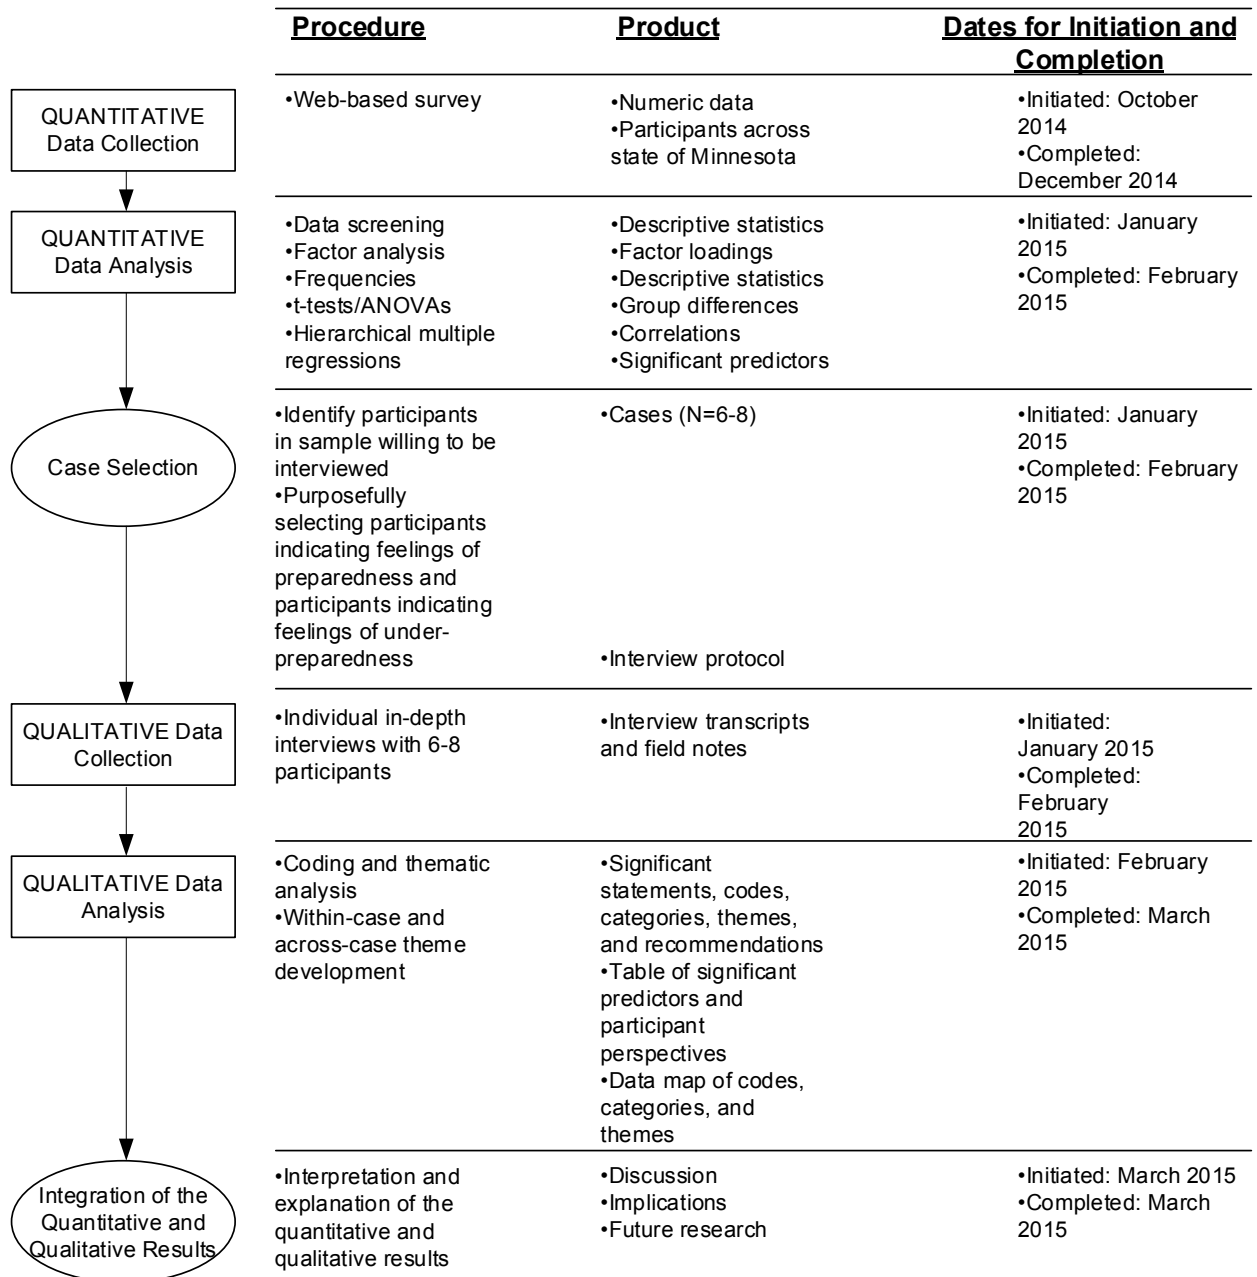 Procedure
Product
Dates for Initiation and
Completion
QUANTITATIVE
Data Collection
•Web-based survey
•Numeric data
•Participants across
state of Minnesota
•Initiated: October
2014
•Completed:
December 2014
QUANTITATIVE
Data Analysis
•Data screening
•Factor analysis
•Frequencies
•t-tests/ANOVAs
•Hierarchical multiple
regressions
•Descriptive statistics
•Factor loadings
•Descriptive statistics
•Group differences
•Correlations
•Significant predictors
•Initiated: January
2015
•Completed: February
2015
Case Selection
•Identify participants
in sample willing to be
interviewed
•Purposefully
selecting participants
indicating feelings of
preparedness and
participants indicating
feelings of under-
preparedness
•Cases (N=6-8)
•Interview protocol
•Initiated: January
2015
•Completed: February
2015
QUALITATIVE Data
Collection
•Individual in-depth
interviews with 6-8
participants
•Interview transcripts
and field notes
•Initiated:
January 2015
•Completed:
February
2015
QUALITATIVE Data
Analysis
•Coding and thematic
analysis
•Within-case and
across-case theme
development
•Significant
statements, codes,
categories, themes,
and recommendations
•Table of significant
predictors and
participant
perspectives
•Data map of codes,
categories, and
themes
•Initiated: February
2015
•Completed: March
2015
Integration of the
Quantitative and
Qualitative Results
•Interpretation and
explanation of the
quantitative and
qualitative results
•Discussion
•Implications
•Future research
•Initiated: March 2015
•Completed: March
2015